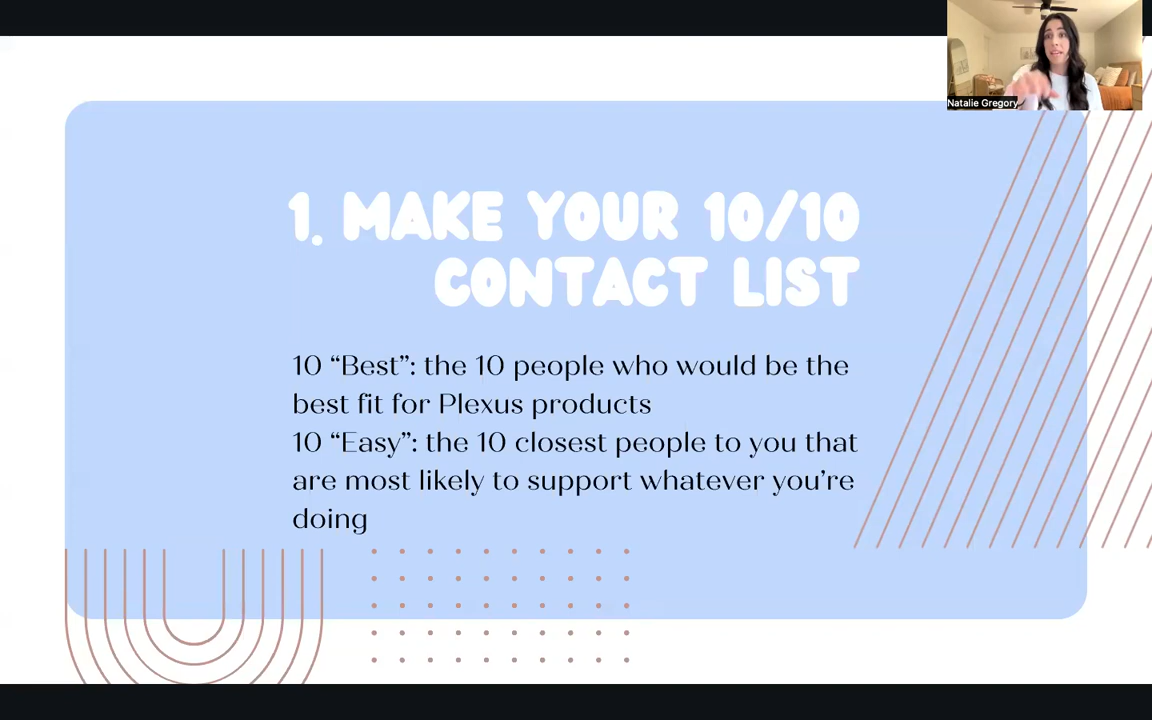 Natalie Gregory
1. MAKE YOUR 10/10
CONTACT LIST
10 “Best”: the 10 people who would be the
best fit for Plexus products
10 “Easy”: the 10 closest people to you that
are most likely to support whatever you’re
doing